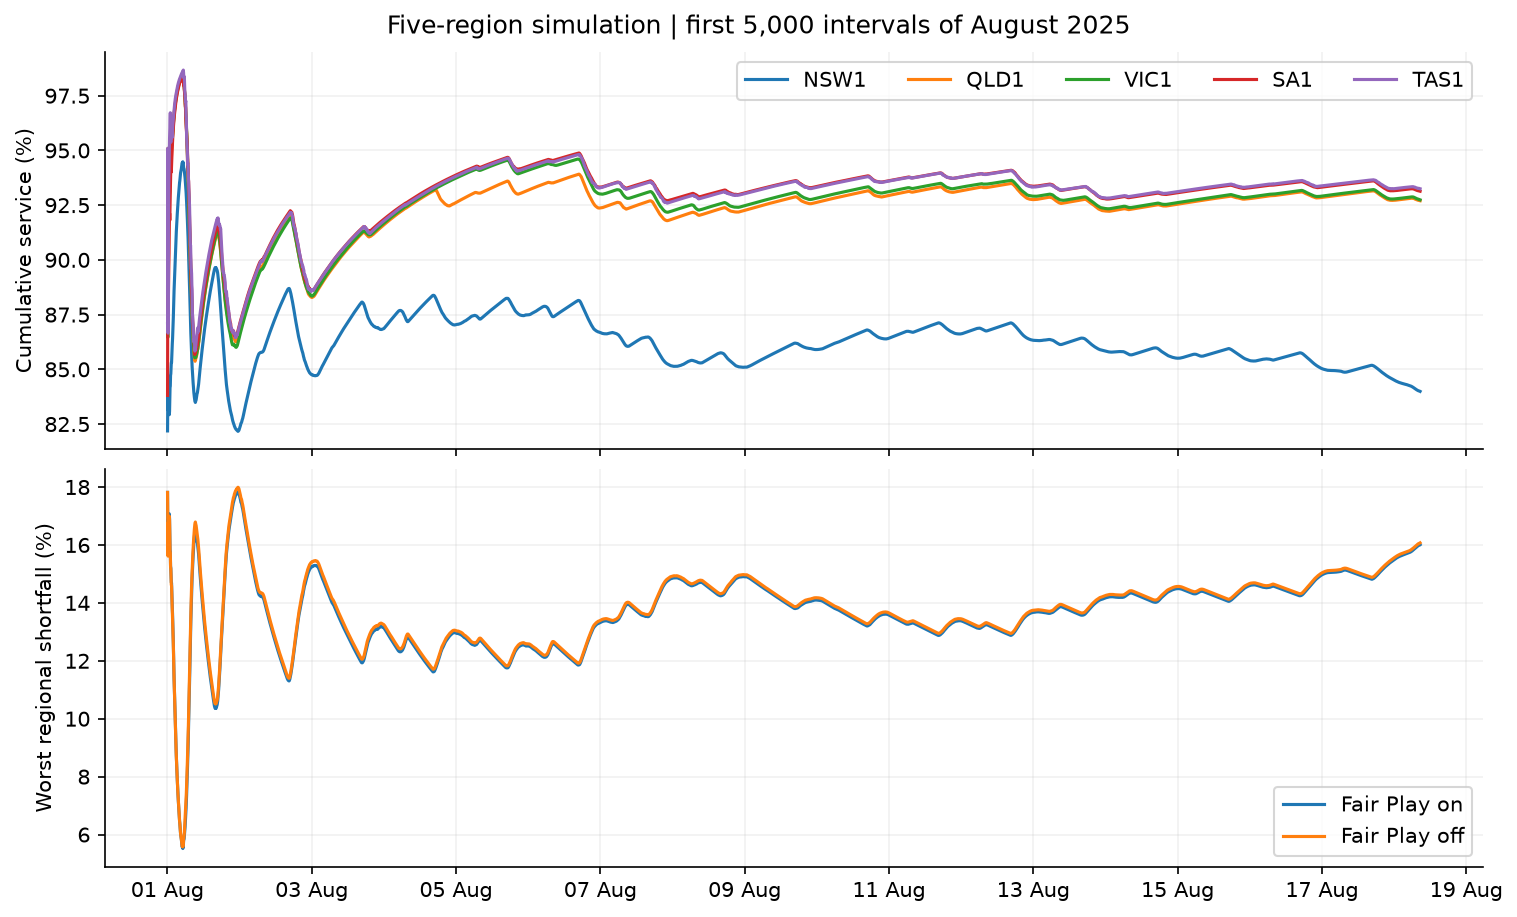 Five-region simulation | first 5,000 intervals of August 2025
NSW1 QLD1 VIC1 SA1 TAS1
Cumulative service (%)
97.5
95.0
92.5
90.0
87.5
85.0
82.5
Worst regional shortfall (%)
18
16
14
12
10
8
6
Fair Play on
Fair Play off
01 Aug 03 Aug 05 Aug 07 Aug 09 Aug 11 Aug 13 Aug 15 Aug 17 Aug 19 Aug